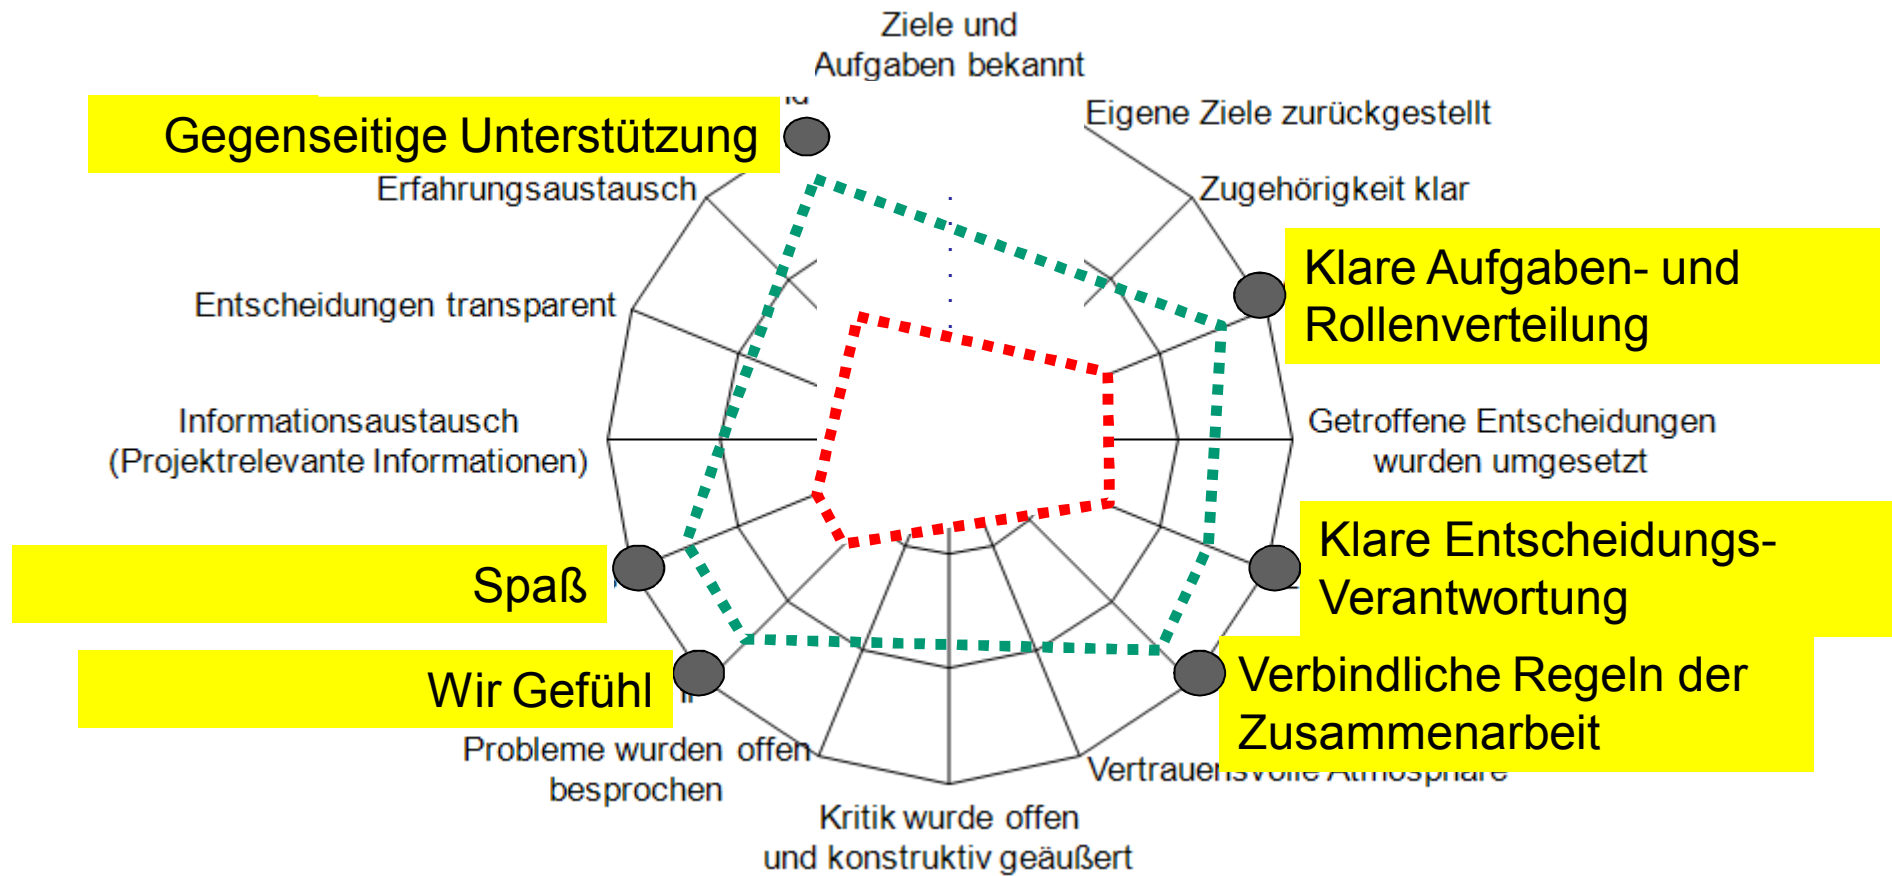 Ziele und
Aufgaben bekannt
Eigene Ziele zurückgestellt
Gegenseitige Unterstützung
Erfahrungsaustausch
Zugehörigkeit klar
Klare Aufgaben- und
Rollenverteilung
Entscheidungen transparent
Informationsaustausch
(Projektrelevante Informationen)
Getroffene Entscheidungen
wurden umgesetzt
Klare Entscheidungs-
Verantwortung
Spaß
Wir Gefühl
Verbindliche Regeln der
Zusammenarbeit
Probleme wurden offen
besprochen
Vertrauensvolle Atmosphäre
Kritik wurde offen
und konstruktiv geäußert